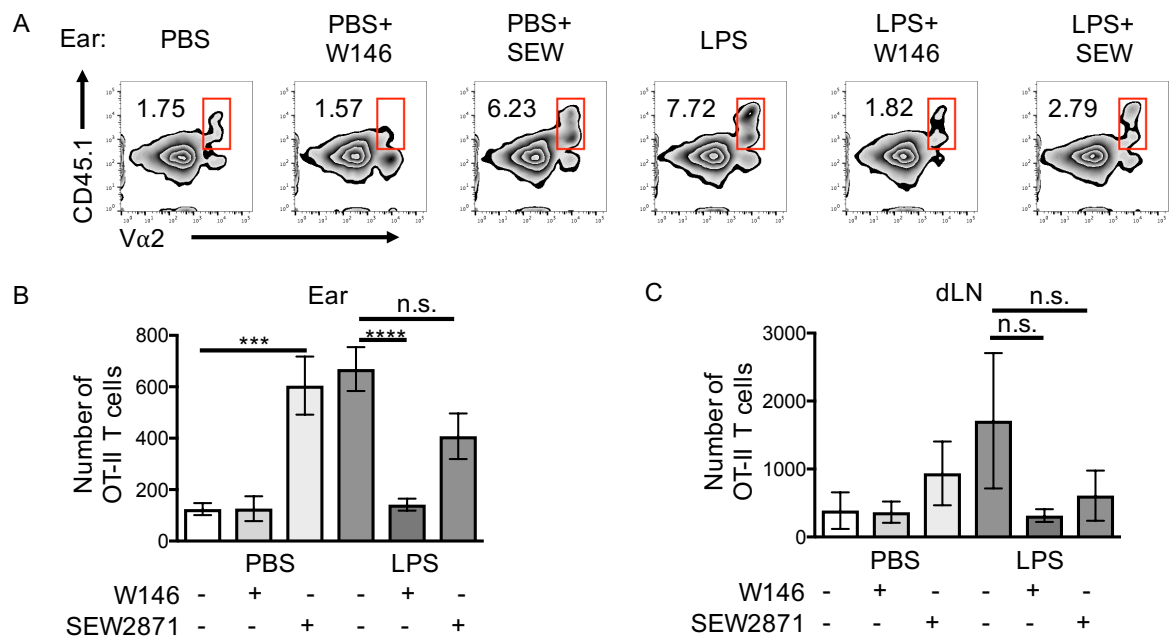 A
Ear: PBS PBS+ W146 PBS+ SEW LPS LPS+ W146 LPS+ SEW
1.75 1.57 6.23 7.72 1.82 2.79
CD45.1
Vα2
B
Ear
n.s.
*** ****
Number of
OT-II T cells
800
600
400
200
0
PBS LPS
W146 - + - - + -
SEW2871 - - + - - +
C
dLN
n.s.
n.s.
Number of
OT-II T cells
3000
2000
1000
0
PBS LPS
W146 - + - - + -
SEW2871 - - + - - +